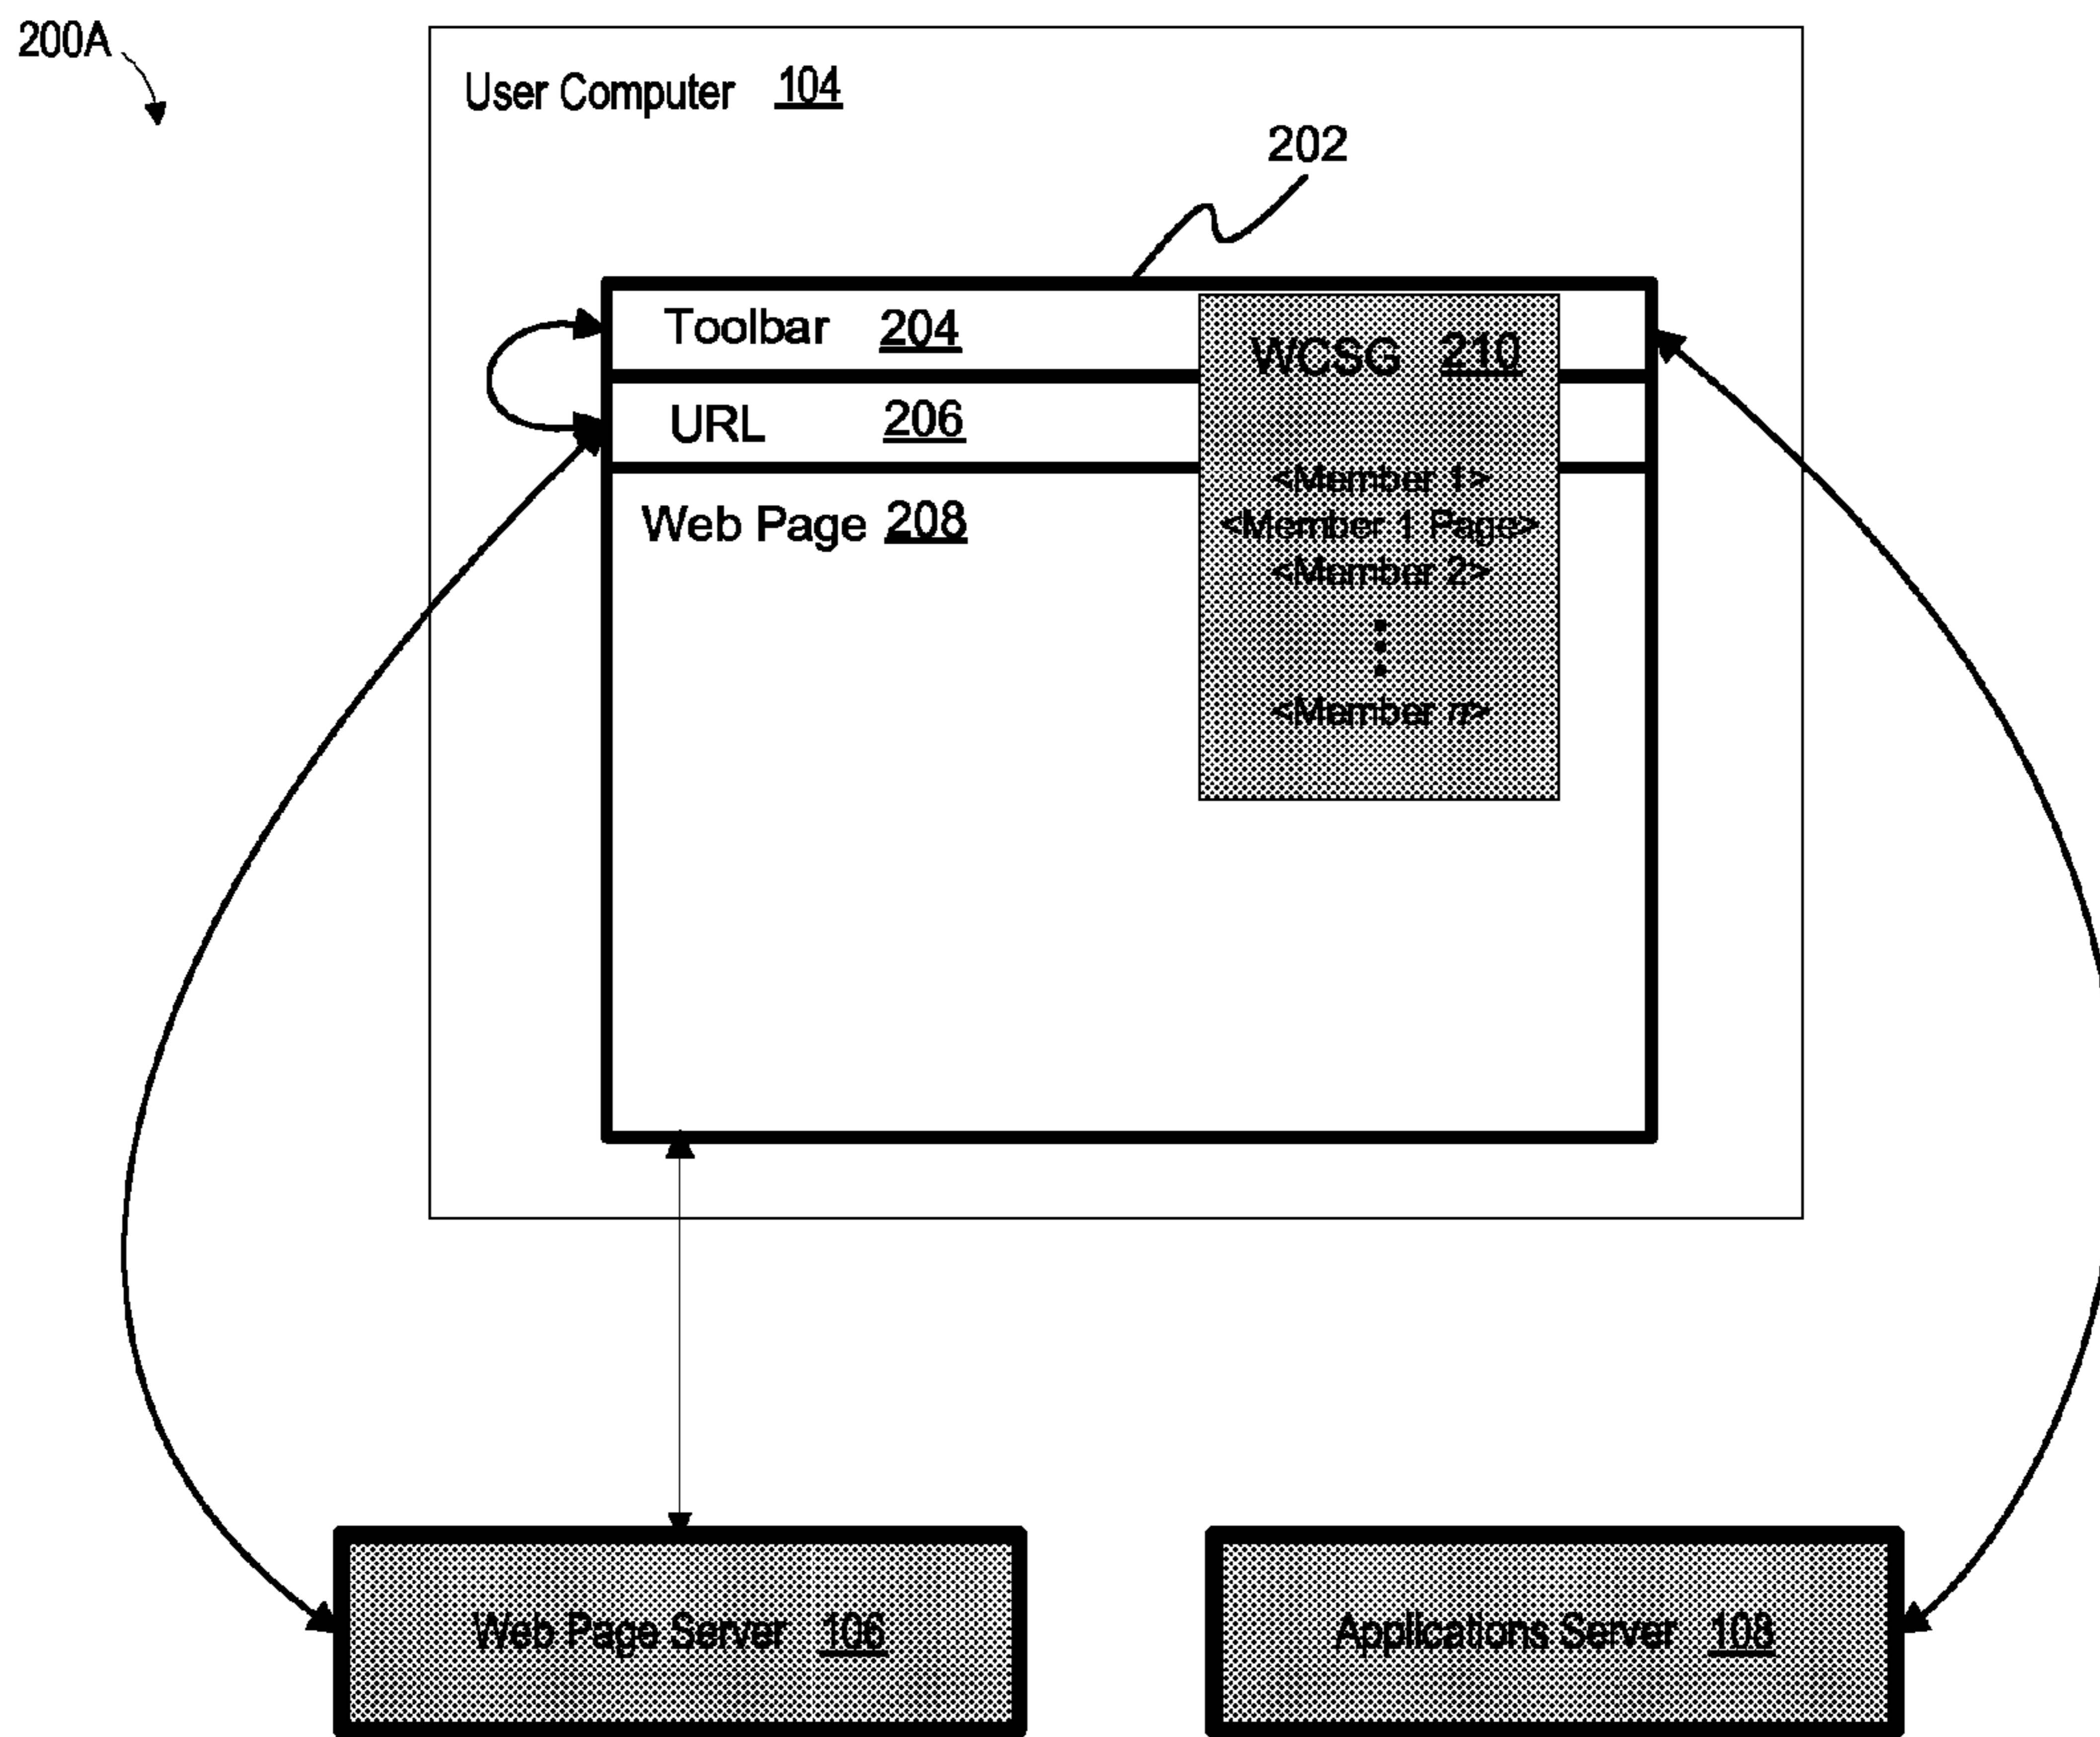 200A
User Computer 104
202
Toolbar 204
URL 206
Web Page 208
WCSG 210
<Member 1>
<Member 1 Page>
<Member 2>
<Member n>
Web Page Server 106
Applications Server 108